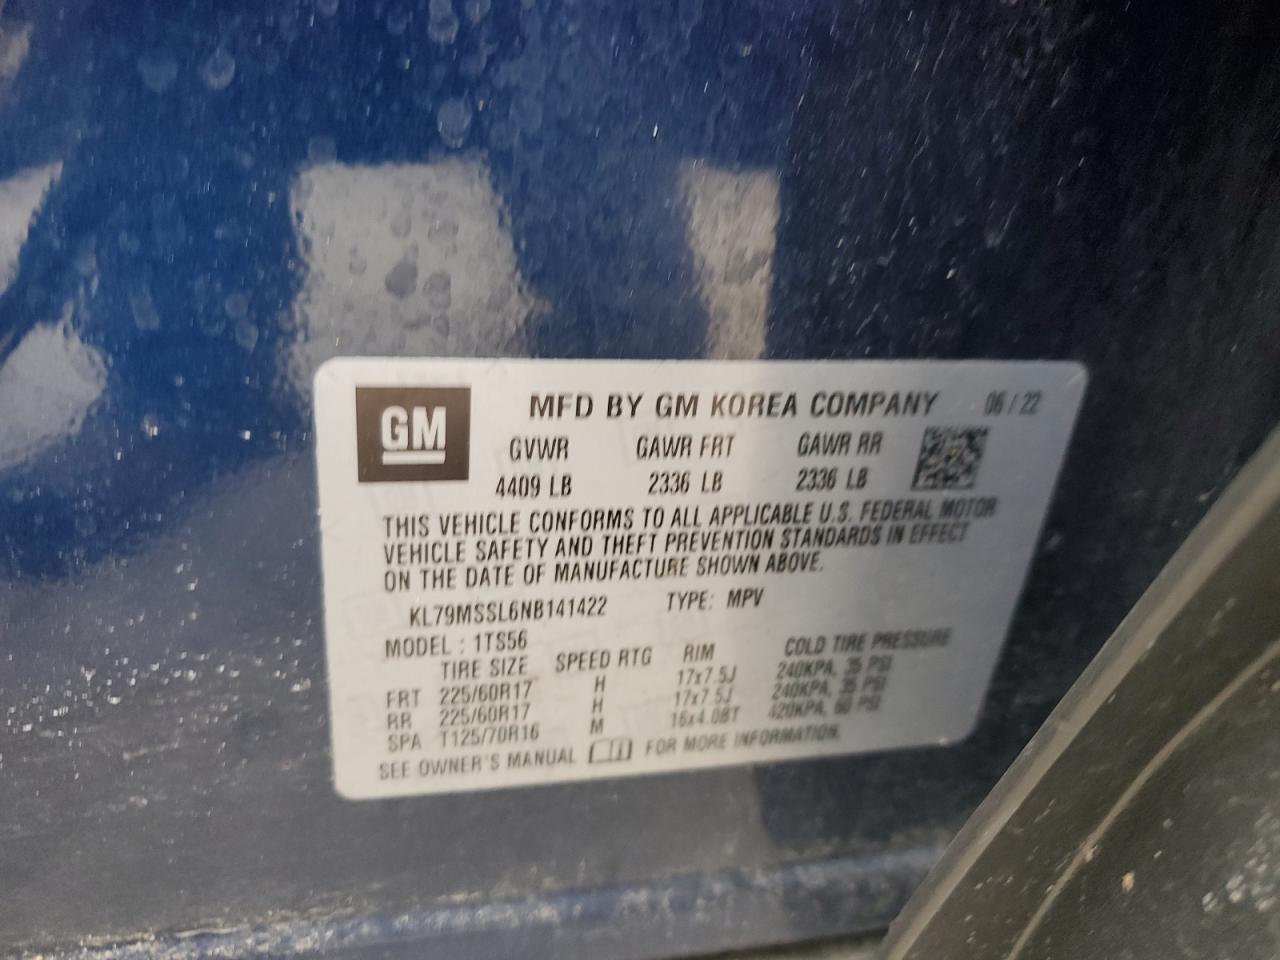 GM
MFD BY GM KOREA COMPANY 06/22
GVWR GAWR FRT GAWR RR
4409 LB 2336 LB 2336 LB
THIS VEHICLE CONFORMS TO ALL APPLICABLE U.S. FEDERAL MOTOR
VEHICLE SAFETY AND THEFT PREVENTION STANDARDS IN EFFECT
ON THE DATE OF MANUFACTURE SHOWN ABOVE.
KL79MSSL6NB141422 TYPE: MPV
MODEL : 1TS56
TIRE SIZE SPEED RTG RIM COLD TIRE PRESSURE
FRT 225/60R17 H 17x7.5J 240KPA, 35 PSI
RR 225/60R17 H 17x7.5J 240KPA, 35 PSI
SPA T125/70R16 M 16x4.0BT 420KPA, 60 PSI
SEE OWNER'S MANUAL FOR MORE INFORMATION.